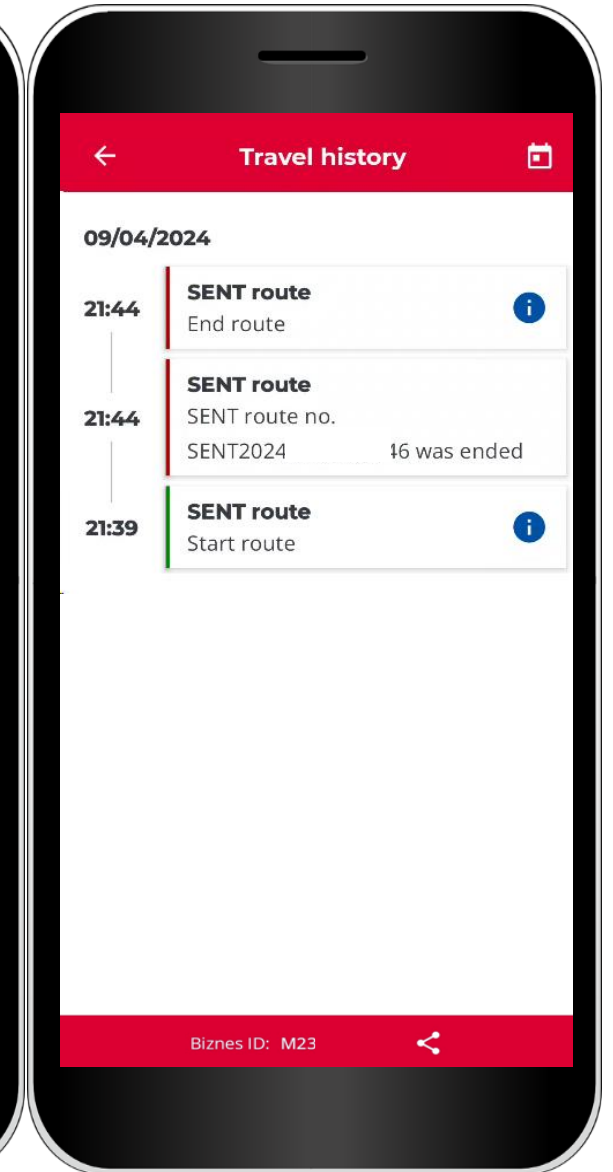 Travel history
09/04/2024
21:44
SENT route
End route
21:44
SENT route
SENT route no.
SENT2024 46 was ended
21:39
SENT route
Start route
Biznes ID: M23